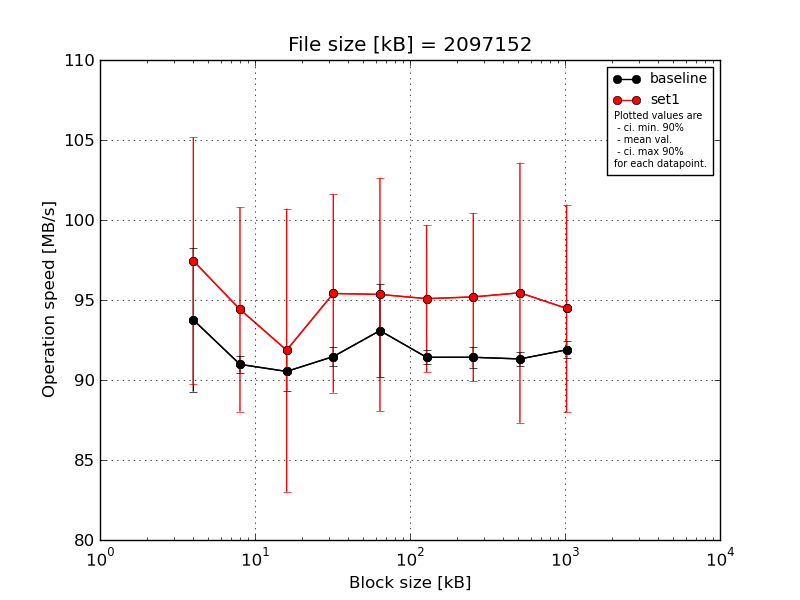 File size [kB] = 2097152
110
105
100
95
90
85
80
Operation speed [MB/s]
baseline
set1
Plotted values are
- ci. min. 90%
- mean val.
- ci. max 90%
for each datapoint.
10^0 10^1 10^2 10^3 10^4
Block size [kB]